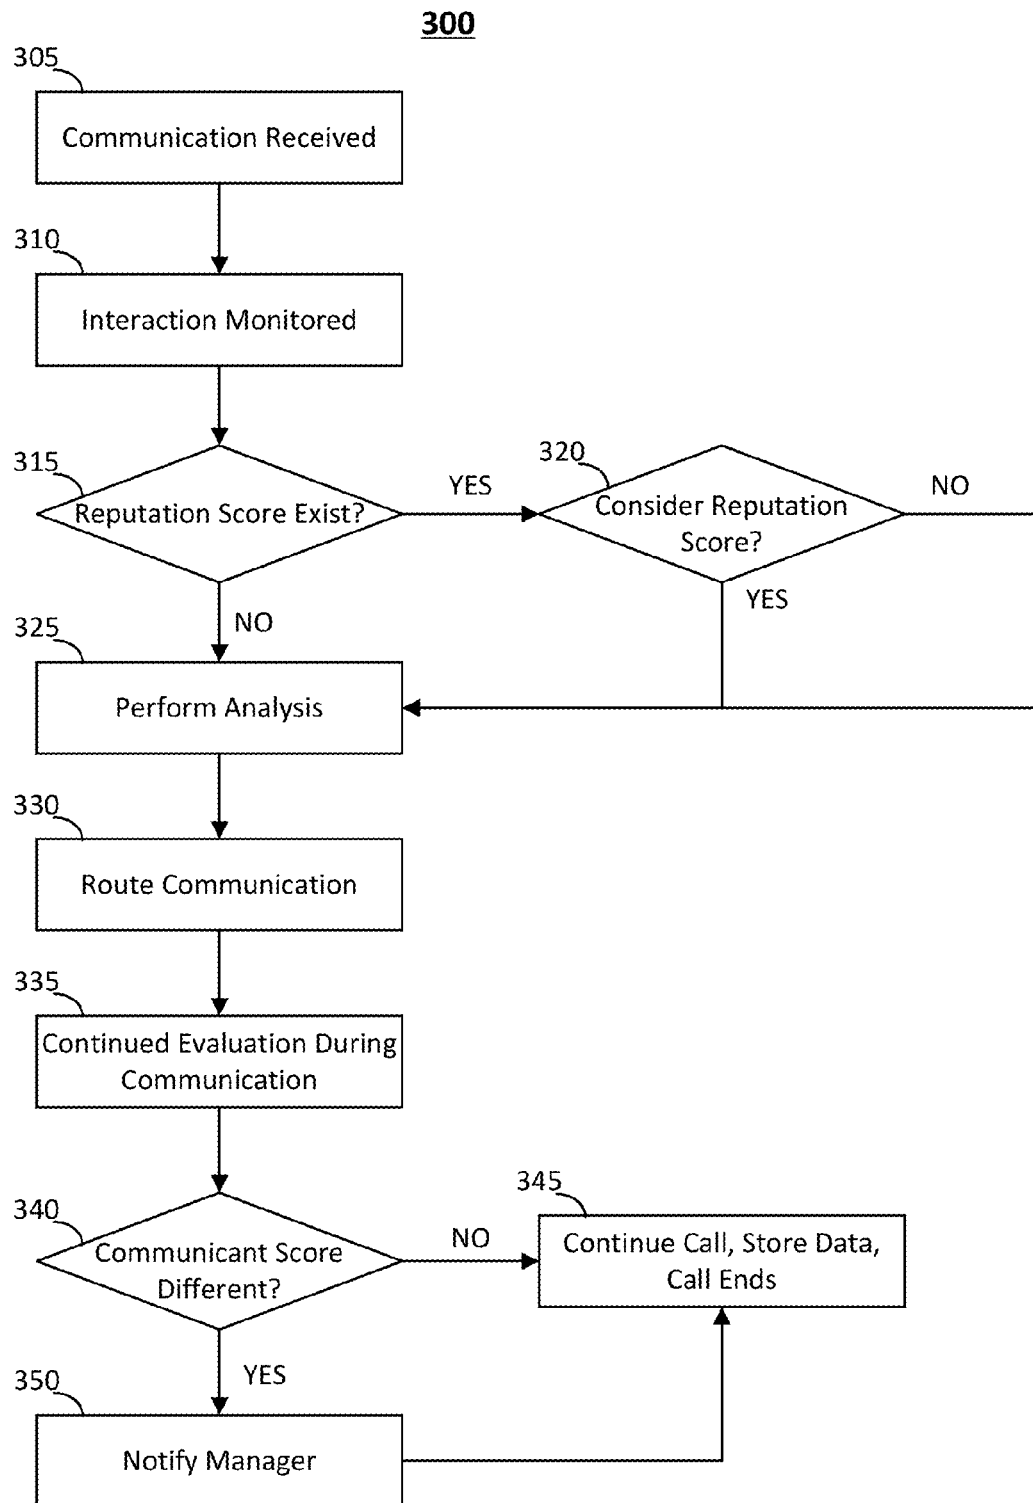 300
305
Communication Received
310
Interaction Monitored
315
Reputation Score Exist?
YES
320
Consider Reputation
Score?
NO
YES
NO
325
Perform Analysis
330
Route Communication
335
Continued Evaluation During
Communication
340
Communicant Score
Different?
NO
345
Continue Call, Store Data,
Call Ends
YES
350
Notify Manager